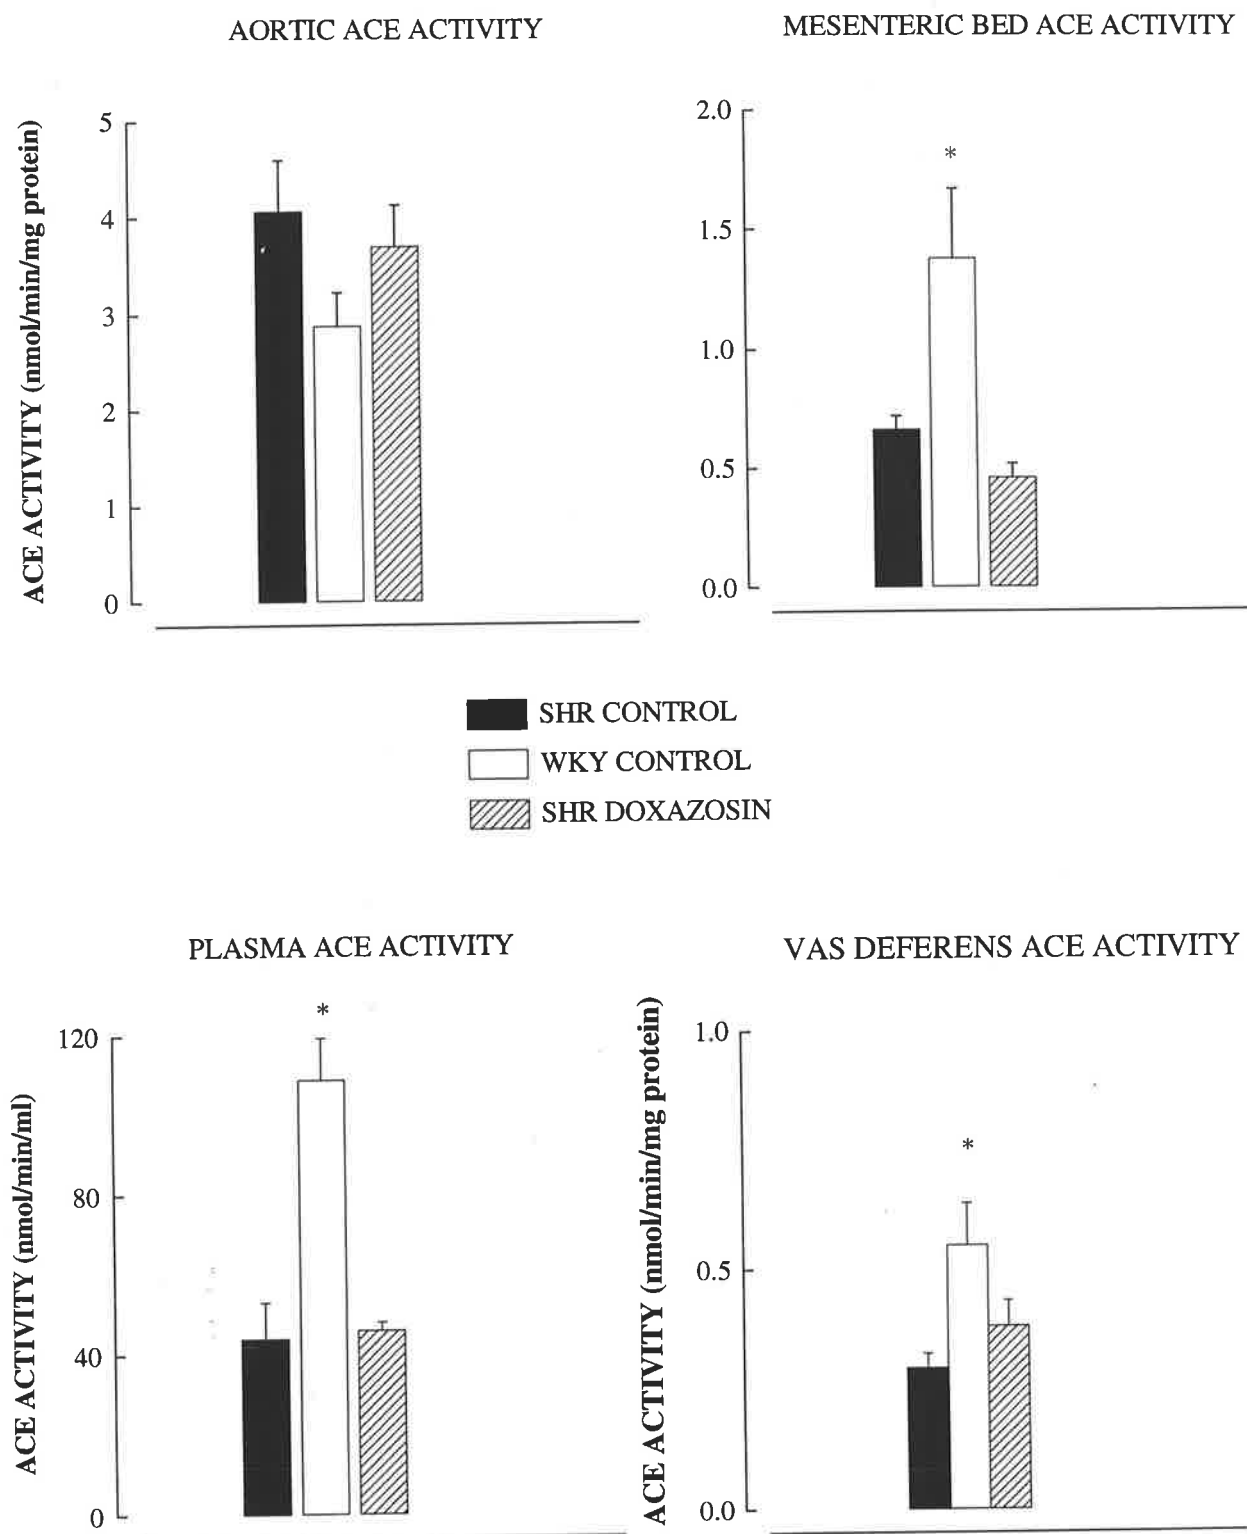 AORTIC ACE ACTIVITY
ACE ACTIVITY (nmol/min/mg protein)
5
4
3
2
1
0
MESENTERIC BED ACE ACTIVITY
2.0
*
1.5
1.0
0.5
0.0
SHR CONTROL
WKY CONTROL
SHR DOXAZOSIN
PLASMA ACE ACTIVITY
ACE ACTIVITY (nmol/min/ml)
*
120
80
40
0
VAS DEFERENS ACE ACTIVITY
ACE ACTIVITY (nmol/min/mg protein)
1.0
*
0.5
0.0